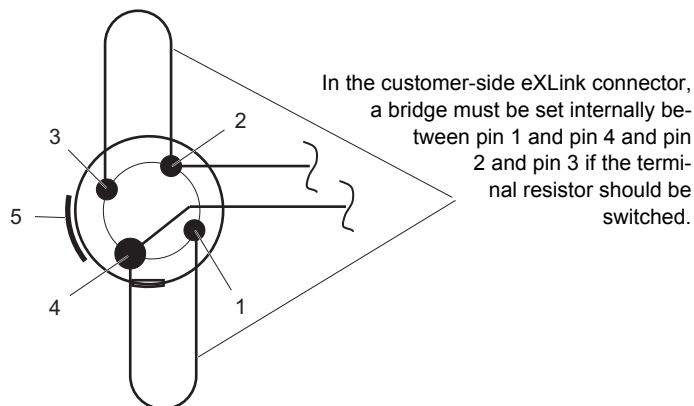 In the customer-side eXLink connector,
a bridge must be set internally be-
tween pin 1 and pin 4 and pin
2 and pin 3 if the termi-
nal resistor should be
switched.
3
2
5
4
1